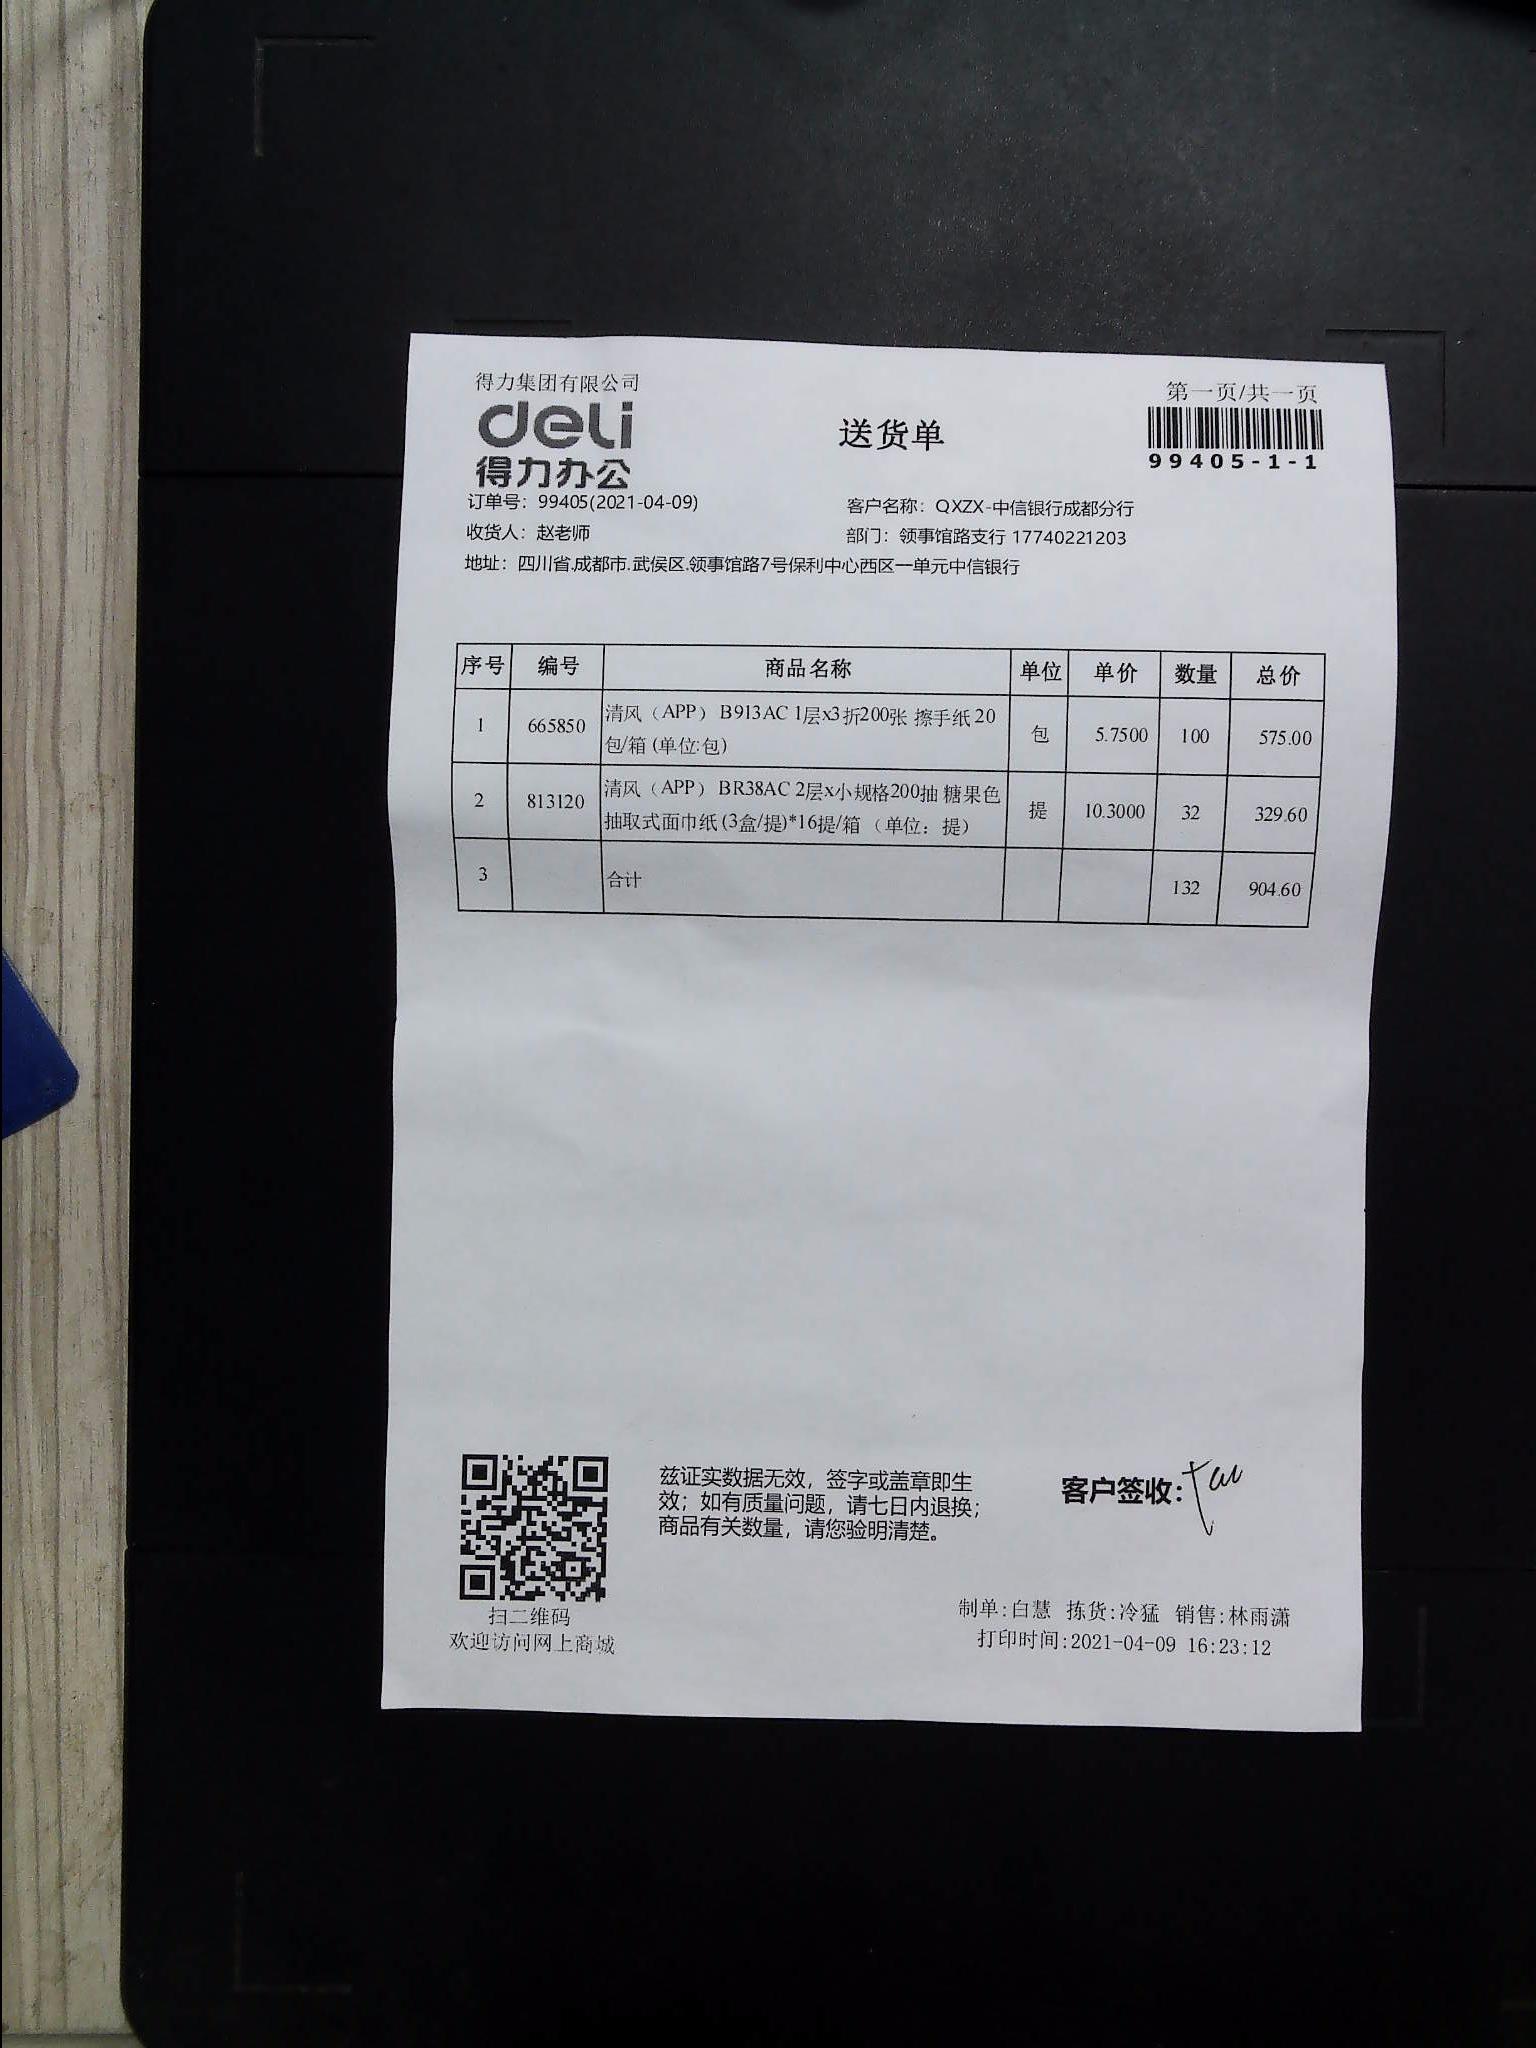 得力集团有限公司
第一页/共一页
deli
得力办公
送货单
99405-1-1
订单号：99405(2021-04-09)
客户名称：QXZX-中信银行成都分行
收货人：赵老师
部门：领事馆路支行 17740221203
地址：四川省.成都市.武侯区.领事馆路7号保利中心西区一单元中信银行
序号 编号 商品名称 单位 单价 数量 总价
1 665850 清风（APP） B913AC 1层x3折200张 擦手纸 20
包/箱 (单位:包) 包 5.7500 100 575.00
2 813120 清风（APP） BR38AC 2层x小规格200抽 糖果色
抽取式面巾纸 (3盒/提)*16提/箱 （单位：提） 提 10.3000 32 329.60
3 合计 132 904.60
兹证实数据无效，签字或盖章即生
效；如有质量问题，请七日内退换；
商品有关数量，请您验明清楚。
客户签收:
扫二维码
欢迎访问网上商城
制单:白慧 拣货:冷猛 销售:林雨潇
打印时间:2021-04-09 16:23:12